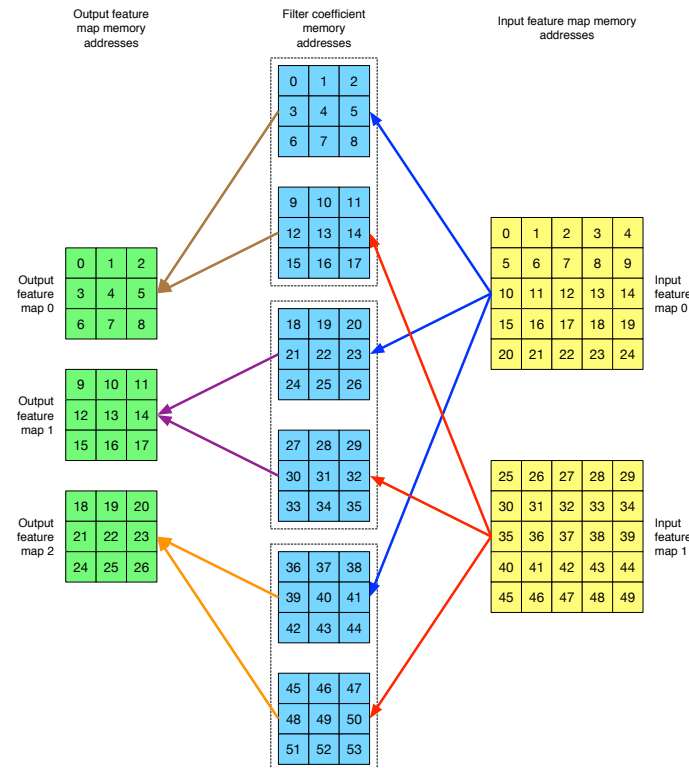 Output feature
map memory
addresses
Filter coefficient
memory
addresses
Input feature map memory
addresses
0 1 2
3 4 5
6 7 8
9 10 11
12 13 14
15 16 17
18 19 20
21 22 23
24 25 26
27 28 29
30 31 32
33 34 35
36 37 38
39 40 41
42 43 44
45 46 47
48 49 50
51 52 53
Output
feature
map 0
0 1 2
3 4 5
6 7 8
Output
feature
map 1
9 10 11
12 13 14
15 16 17
Output
feature
map 2
18 19 20
21 22 23
24 25 26
0 1 2 3 4
5 6 7 8 9
10 11 12 13 14
15 16 17 18 19
20 21 22 23 24
Input
feature
map 0
25 26 27 28 29
30 31 32 33 34
35 36 37 38 39
40 41 42 43 44
45 46 47 48 49
Input
feature
map 1